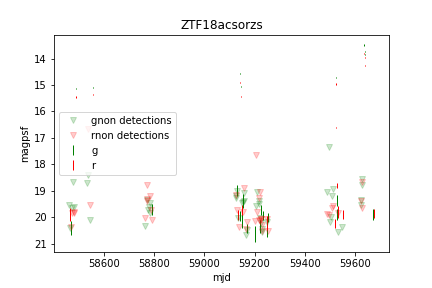 ZTF18acsorzs
magpsf
14
15
16
17
18
19
20
21
gnon detections
rnon detections
g
r
58600
58800
59000
59200
59400
59600
mjd